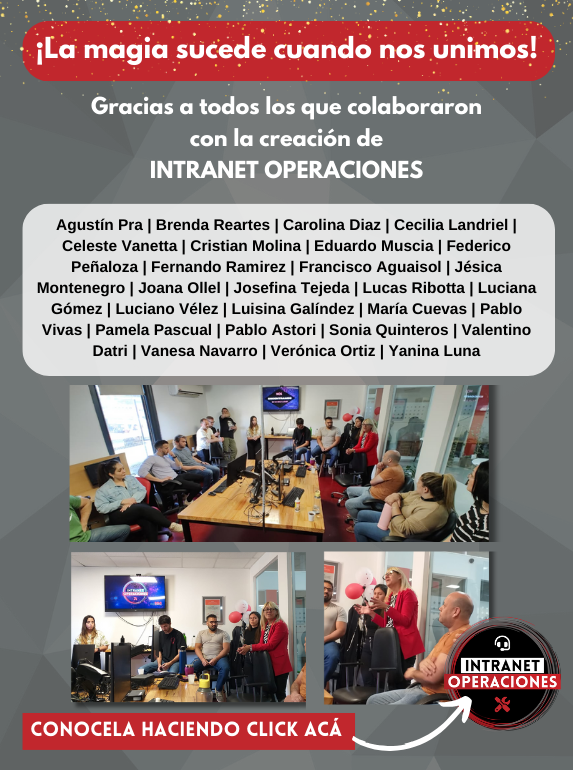 ¡La magia sucede cuando nos unimos!
Gracias a todos los que colaboraron
con la creación de
INTRANET OPERACIONES
Agustín Pra | Brenda Reartes | Carolina Diaz | Cecilia Landriel |
Celeste Vanetta | Cristian Molina | Eduardo Muscia | Federico
Peñaloza | Fernando Ramirez | Francisco Aguaisol | Jésica
Montenegro | Joana Ollel | Josefina Tejeda | Lucas Ribotta | Luciana
Gómez | Luciano Vélez | Luisina Galíndez | María Cuevas | Pablo
Vivas | Pamela Pascual | Pablo Astori | Sonia Quinteros | Valentino
Datri | Vanesa Navarro | Verónica Ortiz | Yanina Luna
INTRANET
OPERACIONES
INTRANET
OPERACIONES
CONOCELA HACIENDO CLICK ACÁ